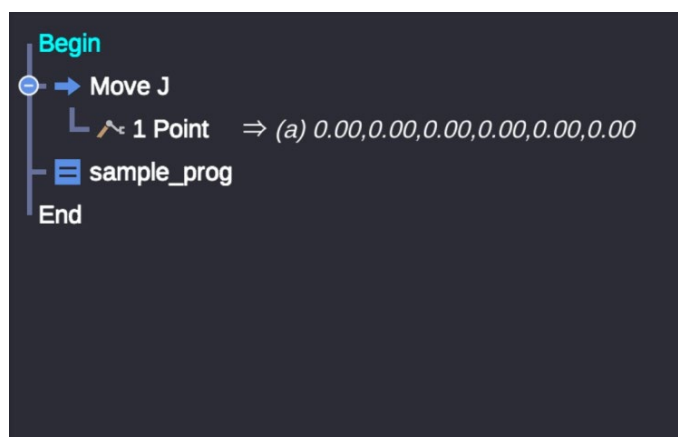 Begin
Move J
1 Point ⇒ (a) 0.00,0.00,0.00,0.00,0.00,0.00
sample_prog
End